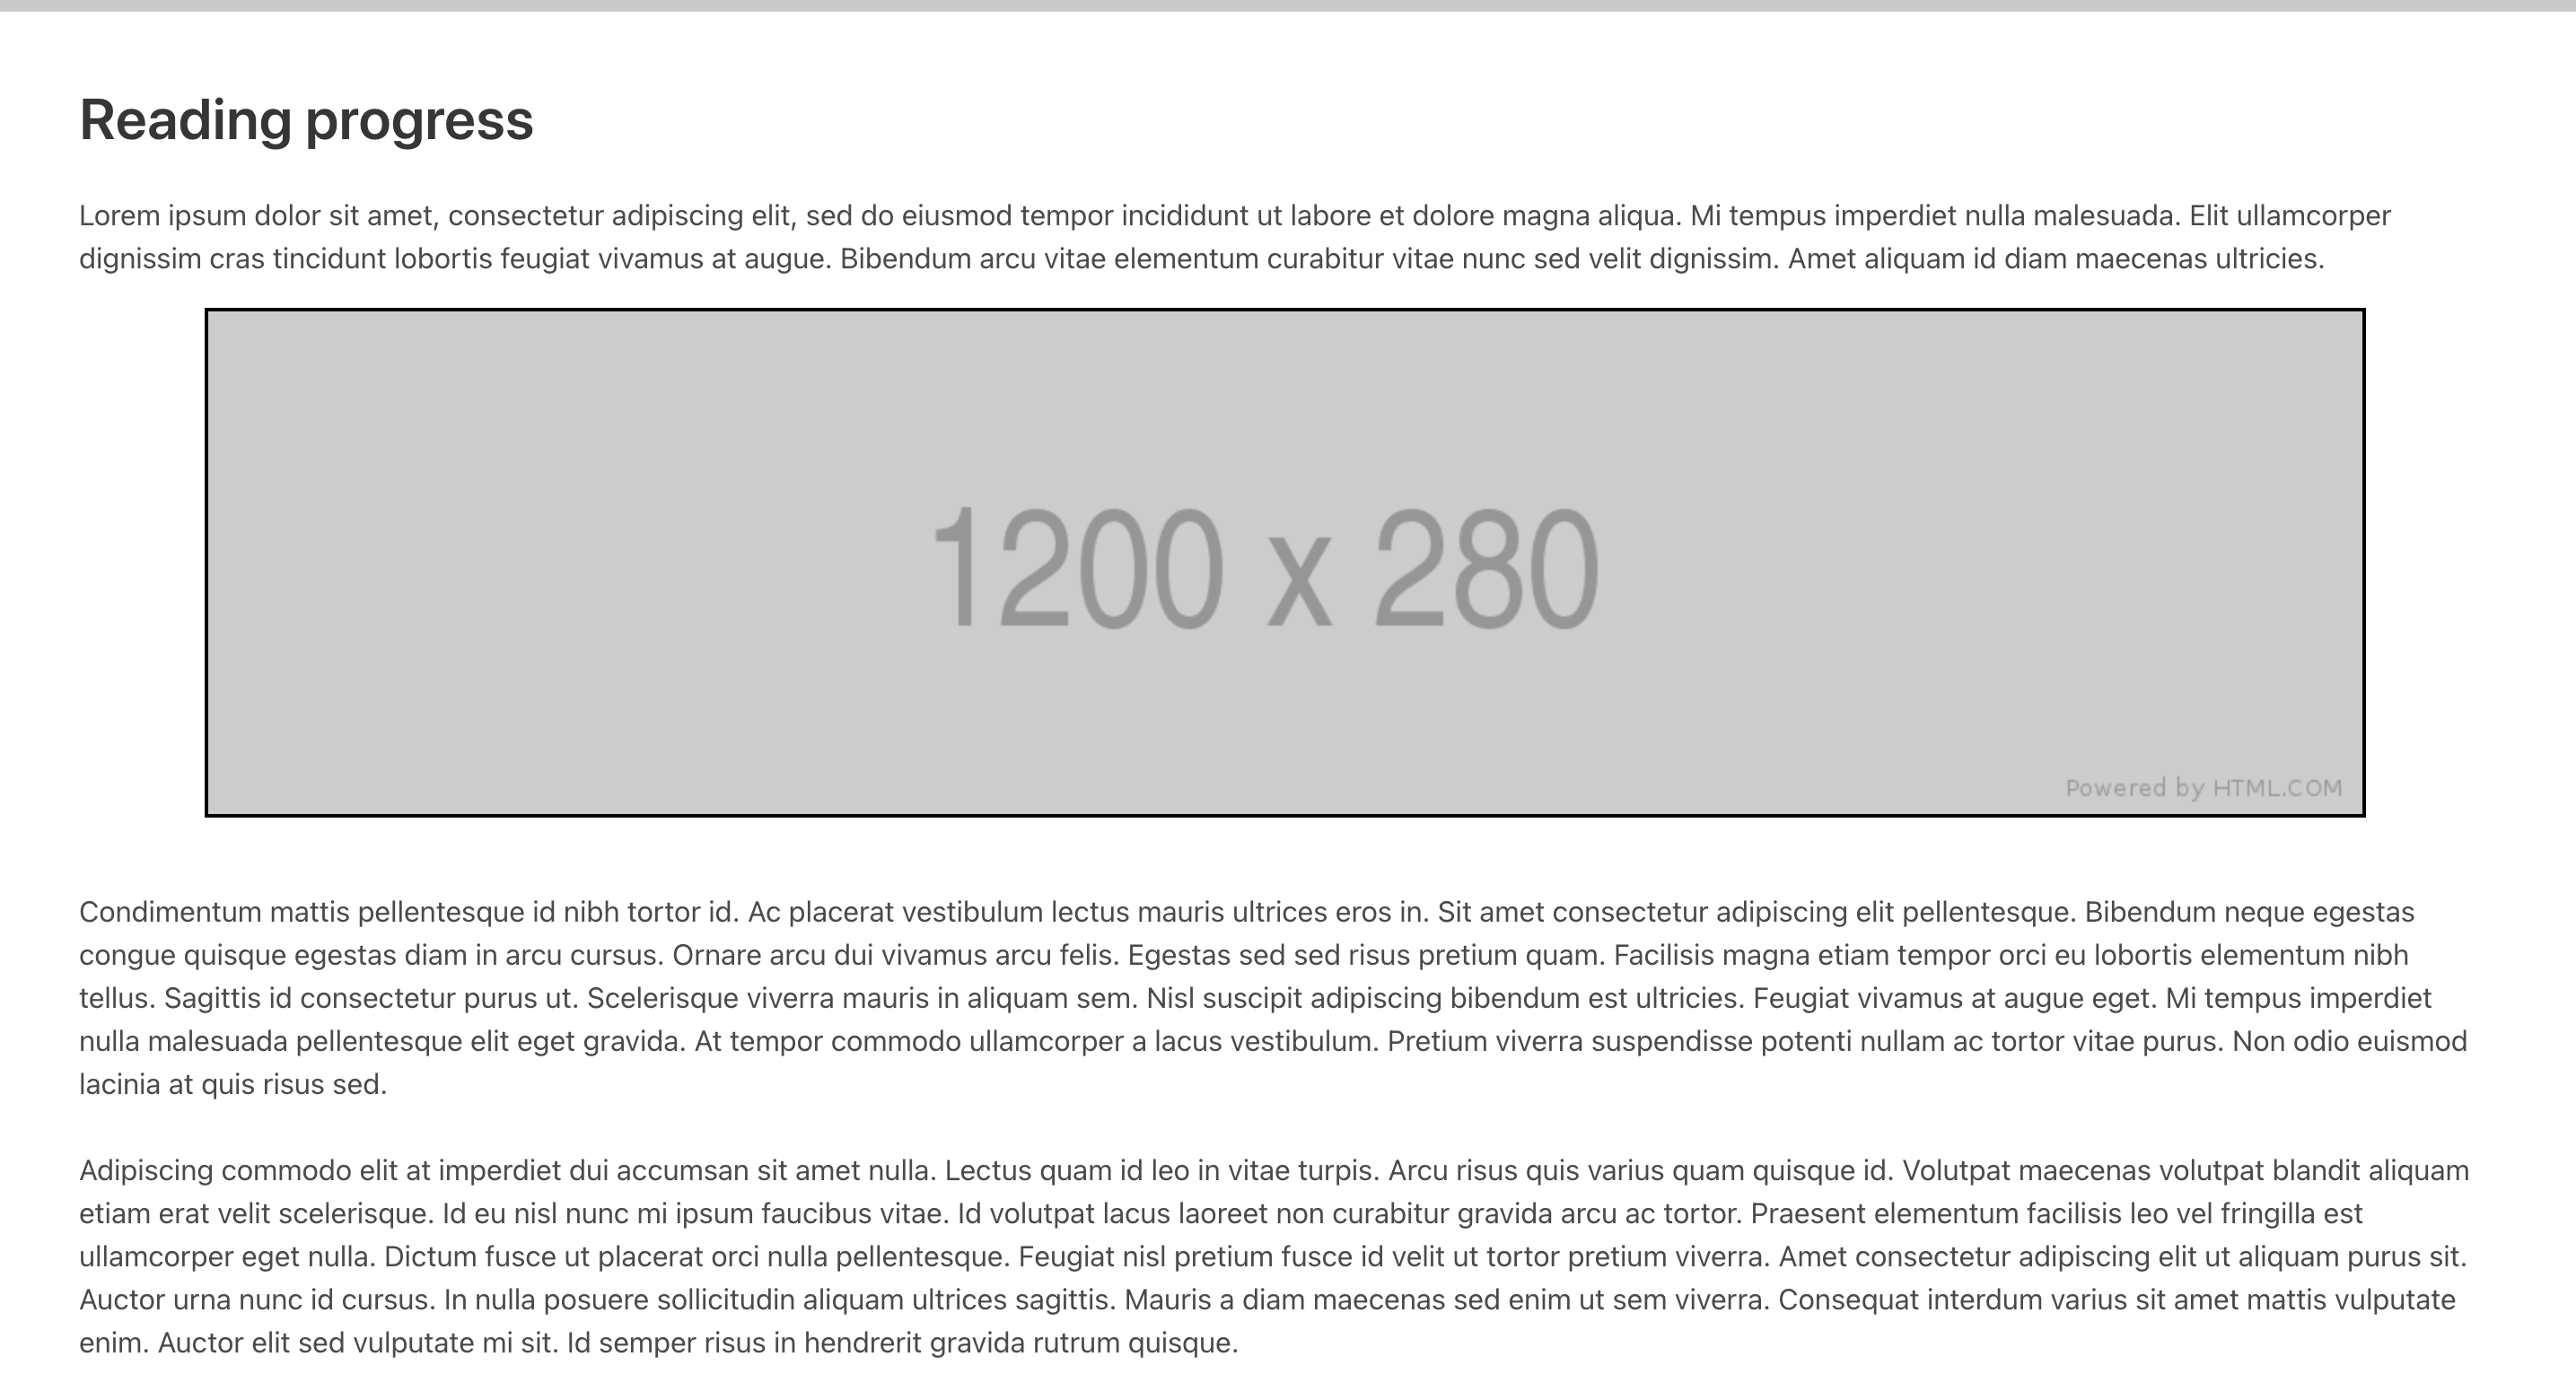 Reading progress
Lorem ipsum dolor sit amet, consectetur adipiscing elit, sed do eiusmod tempor incididunt ut labore et dolore magna aliqua. Mi tempus imperdiet nulla malesuada. Elit ullamcorper
dignissim cras tincidunt lobortis feugiat vivamus at augue. Bibendum arcu vitae elementum curabitur vitae nunc sed velit dignissim. Amet aliquam id diam maecenas ultricies.
1200 x 280
Powered by HTML.COM
Condimentum mattis pellentesque id nibh tortor id. Ac placerat vestibulum lectus mauris ultrices eros in. Sit amet consectetur adipiscing elit pellentesque. Bibendum neque egestas
congue quisque egestas diam in arcu cursus. Ornare arcu dui vivamus arcu felis. Egestas sed sed risus pretium quam. Facilisis magna etiam tempor orci eu lobortis elementum nibh
tellus. Sagittis id consectetur purus ut. Scelerisque viverra mauris in aliquam sem. Nisl suscipit adipiscing bibendum est ultricies. Feugiat vivamus at augue eget. Mi tempus imperdiet
nulla malesuada pellentesque elit eget gravida. At tempor commodo ullamcorper a lacus vestibulum. Pretium viverra suspendisse potenti nullam ac tortor vitae purus. Non odio euismod
lacinia at quis risus sed.
Adipiscing commodo elit at imperdiet dui accumsan sit amet nulla. Lectus quam id leo in vitae turpis. Arcu risus quis varius quam quisque id. Volutpat maecenas volutpat blandit aliquam
etiam erat velit scelerisque. Id eu nisl nunc mi ipsum faucibus vitae. Id volutpat lacus laoreet non curabitur gravida arcu ac tortor. Praesent elementum facilisis leo vel fringilla est
ullamcorper eget nulla. Dictum fusce ut placerat orci nulla pellentesque. Feugiat nisl pretium fusce id velit ut tortor pretium viverra. Amet consectetur adipiscing elit ut aliquam purus sit.
Auctor urna nunc id cursus. In nulla posuere sollicitudin aliquam ultrices sagittis. Mauris a diam maecenas sed enim ut sem viverra. Consequat interdum varius sit amet mattis vulputate
enim. Auctor elit sed vulputate mi sit. Id semper risus in hendrerit gravida rutrum quisque.